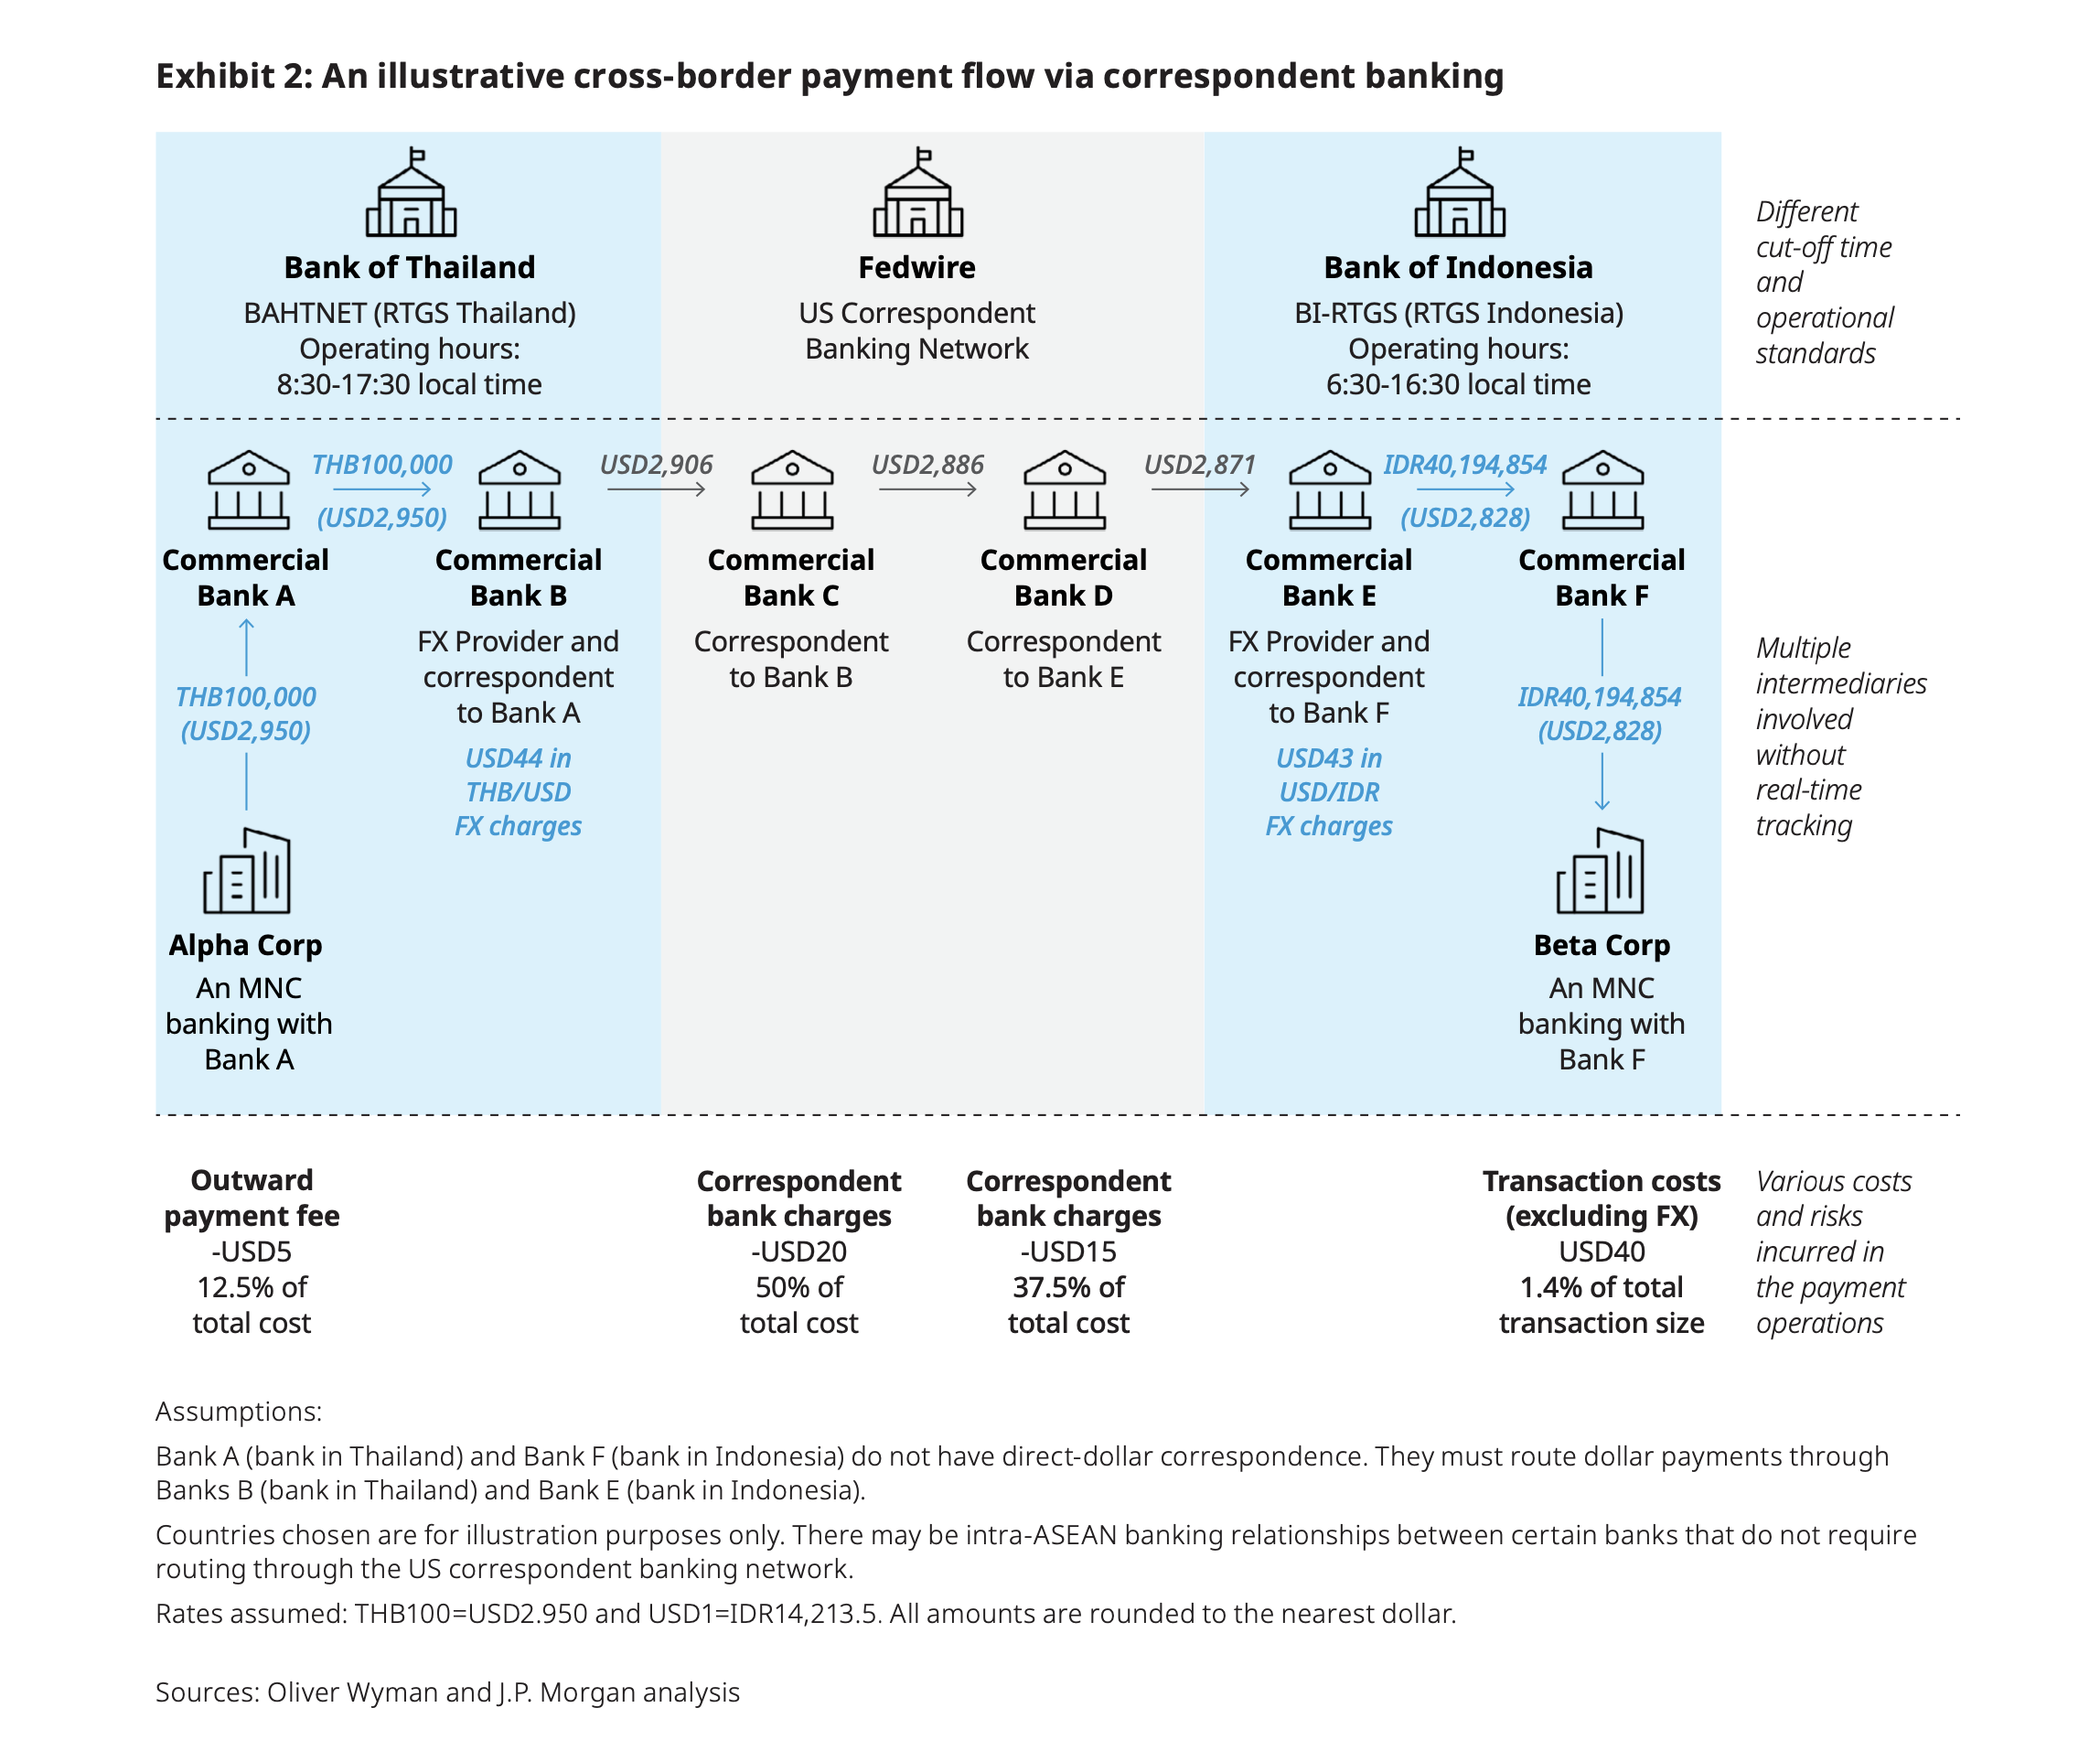 Exhibit 2: An illustrative cross-border payment flow via correspondent banking
Bank of Thailand
BAHTNET (RTGS Thailand)
Operating hours:
8:30-17:30 local time
Fedwire
US Correspondent
Banking Network
Bank of Indonesia
BI-RTGS (RTGS Indonesia)
Operating hours:
6:30-16:30 local time
Different
cut-off time
and
operational
standards
THB100,000
(USD2,950)
USD2,906
USD2,886
USD2,871
IDR40,194,854
(USD2,828)
Commercial
Bank A
Commercial
Bank B
FX Provider and
correspondent
to Bank A
USD44 in
THB/USD
FX charges
Commercial
Bank C
Correspondent
to Bank B
Commercial
Bank D
Correspondent
to Bank E
Commercial
Bank E
FX Provider and
correspondent
to Bank F
USD43 in
USD/IDR
FX charges
Commercial
Bank F
THB100,000
(USD2,950)
IDR40,194,854
(USD2,828)
Multiple
intermediaries
involved
without
real-time
tracking
Alpha Corp
An MNC
banking with
Bank A
Beta Corp
An MNC
banking with
Bank F
Outward
payment fee
-USD5
12.5% of
total cost
Correspondent
bank charges
-USD20
50% of
total cost
Correspondent
bank charges
-USD15
37.5% of
total cost
Transaction costs
(excluding FX)
USD40
1.4% of total
transaction size
Various costs
and risks
incurred in
the payment
operations
Assumptions:
Bank A (bank in Thailand) and Bank F (bank in Indonesia) do not have direct-dollar correspondence. They must route dollar payments through
Banks B (bank in Thailand) and Bank E (bank in Indonesia).
Countries chosen are for illustration purposes only. There may be intra-ASEAN banking relationships between certain banks that do not require
routing through the US correspondent banking network.
Rates assumed: THB100=USD2.950 and USD1=IDR14,213.5. All amounts are rounded to the nearest dollar.
Sources: Oliver Wyman and J.P. Morgan analysis